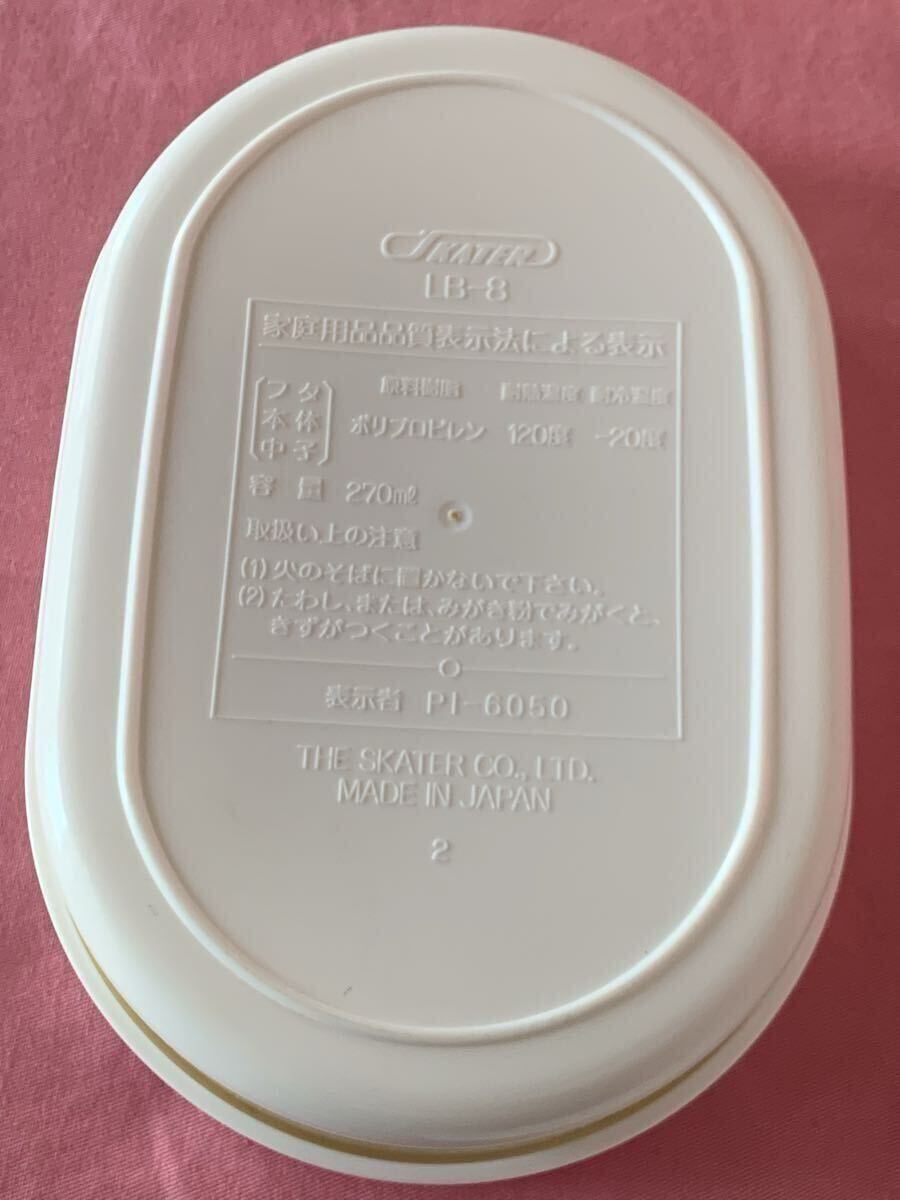 SKATER
LB-8
家庭用品品質表示法による表示
原料樹脂 耐熱温度 耐冷温度
フタ
本体 ポリプロピレン 120度 -20度
中子
容量 270㎖
取扱い上の注意
(1) 火のそばに置かないで下さい。
(2) たわし、または、みがき粉でみがくと、
きずがつくことがあります。
表示者 PI-6050
THE SKATER CO., LTD.
MADE IN JAPAN
2